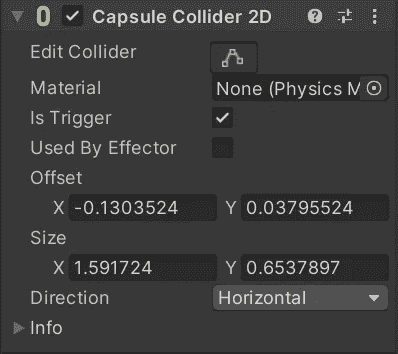 Capsule Collider 2D
Edit Collider
Material None (Physics M
Is Trigger
Used By Effector
Offset
X -0.1303524 Y 0.03795524
Size
X 1.591724 Y 0.6537897
Direction Horizontal
Info